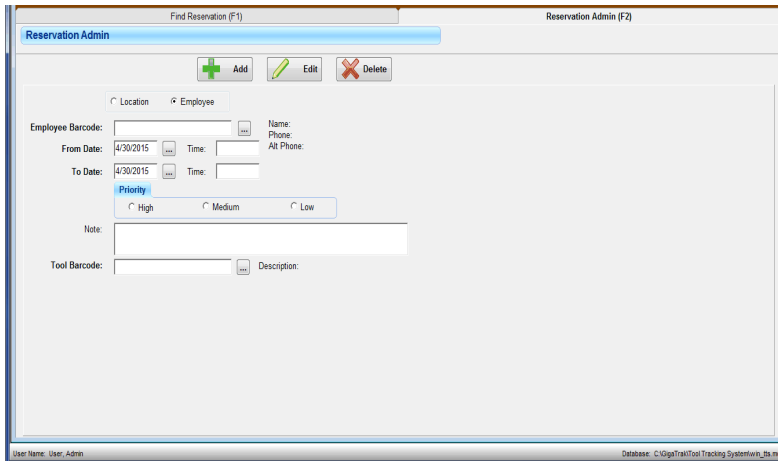 Find Reservation (F1) Reservation Admin (F2)
Reservation Admin
Add Edit Delete
Location Employee
Employee Barcode: ... Name:
Phone:
From Date: 4/30/2015 ... Time: Alt Phone:
To Date: 4/30/2015 ... Time:
Priority
High Medium Low
Note:
Tool Barcode: ... Description:
User Name: User, Admin Database: C:\GigaTrak\Tool Tracking System\win_tts.m